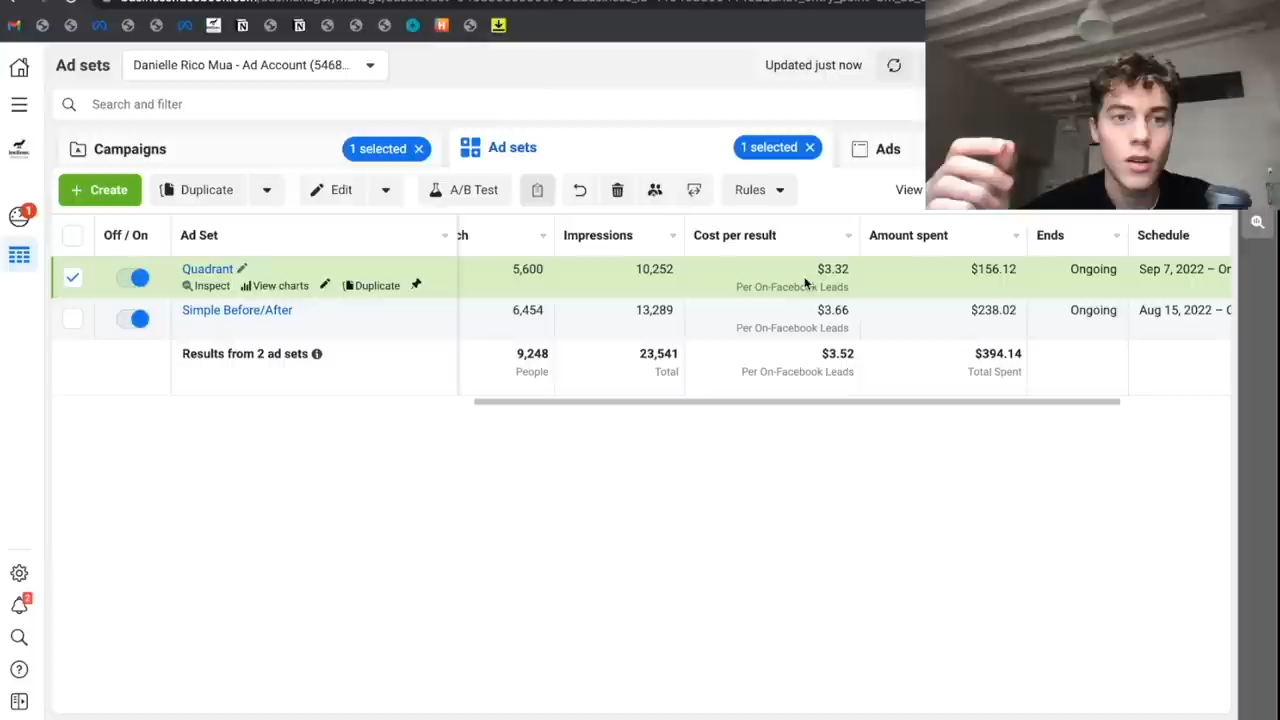 Ad sets
Danielle Rico Mua - Ad Account (5468...
Updated just now
Search and filter
Campaigns
1 selected
Ad sets
1 selected
Ads
Create
Duplicate
Edit
A/B Test
Rules
View
Off / On
Ad Set
ch
Impressions
Cost per result
Amount spent
Ends
Schedule
Quadrant
5,600
10,252
$3.32
$156.12
Ongoing
Sep 7, 2022 – Or
Inspect
View charts
Duplicate
Per On-Facebook Leads
Simple Before/After
6,454
13,289
$3.66
$238.02
Ongoing
Aug 15, 2022 –
Per On-Facebook Leads
Results from 2 ad sets
9,248
23,541
$3.52
$394.14
People
Total
Per On-Facebook Leads
Total Spent
1
2